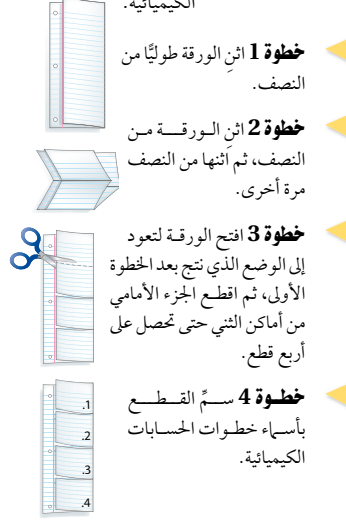 الكيميائية.
خطوة 1 اثنِ الورقة طوليًّا من
النصف.
خطوة 2 اثنِ الورقة من
النصف، ثم اثنها من النصف
مرة أخرى.
خطوة 3 افتح الورقة لتعود
إلى الوضع الذي نتج بعد الخطوة
الأولى، ثم اقطع الجزء الأمامي
من أماكن الثني حتى تحصل على
أربع قطع.
خطوة 4 سمِّ القطع
بأسماء خطوات الحسابات
الكيميائية.
.1
.2
.3
.4